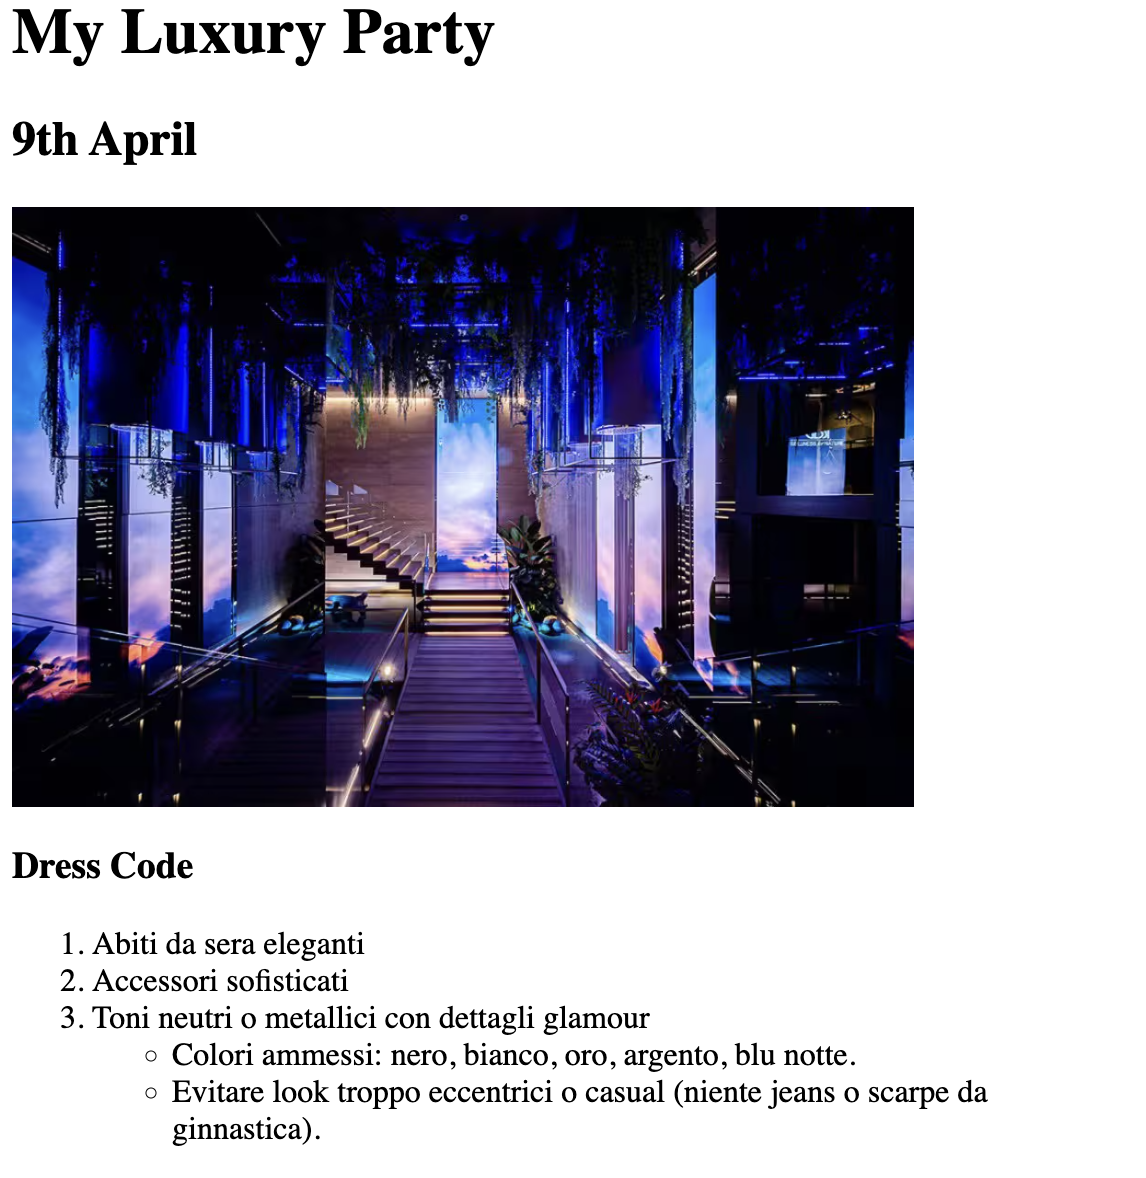 My Luxury Party
9th April
Dress Code
1. Abiti da sera eleganti
2. Accessori sofisticati
3. Toni neutri o metallici con dettagli glamour
◦ Colori ammessi: nero, bianco, oro, argento, blu notte.
◦ Evitare look troppo eccentrici o casual (niente jeans o scarpe da
ginnastica).